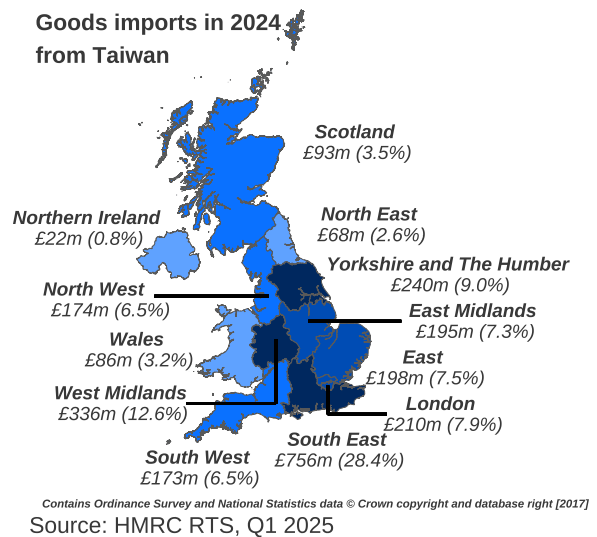 Goods imports in 2024
from Taiwan
Scotland
£93m (3.5%)
Northern Ireland
£22m (0.8%)
North East
£68m (2.6%)
Yorkshire and The Humber
£240m (9.0%)
North West
£174m (6.5%)
East Midlands
£195m (7.3%)
Wales
£86m (3.2%)
East
£198m (7.5%)
West Midlands
£336m (12.6%)
London
£210m (7.9%)
South East
£756m (28.4%)
South West
£173m (6.5%)
Contains Ordinance Survey and National Statistics data © Crown copyright and database right [2017]
Source: HMRC RTS, Q1 2025